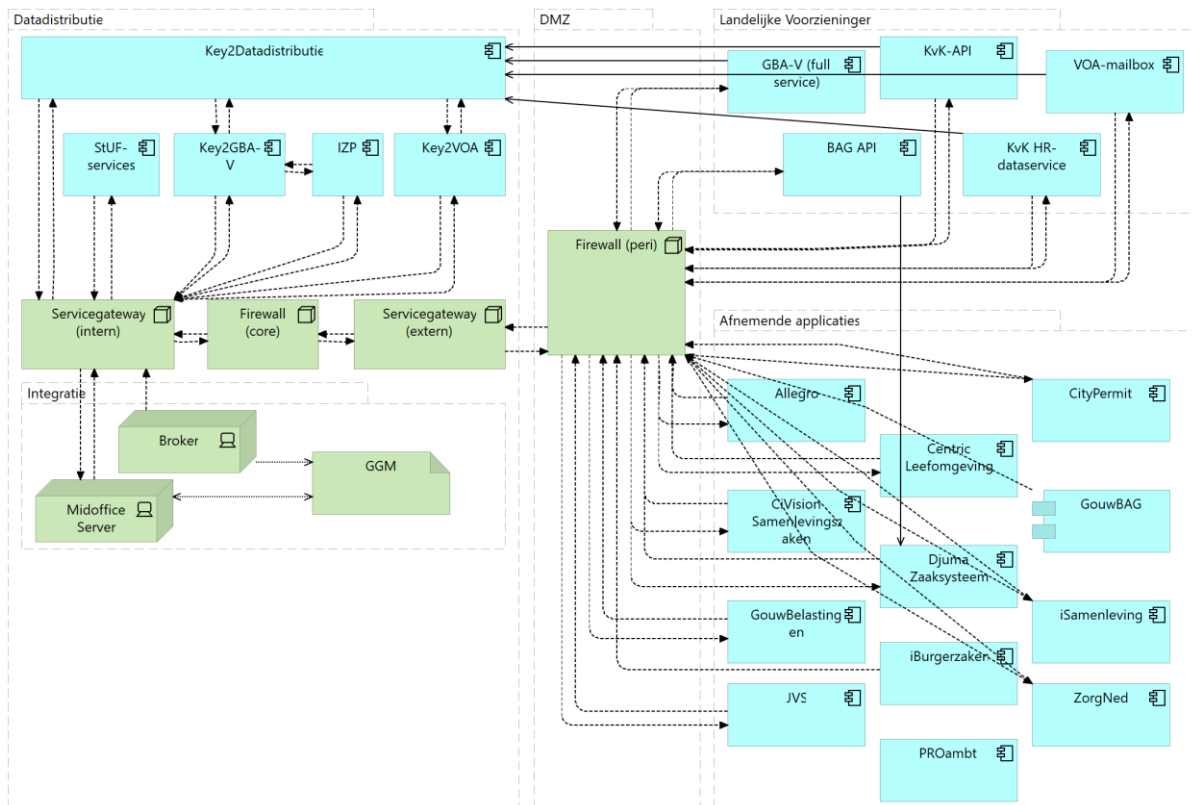 Datadistributie
DMZ
Landelijke Voorzieninger
Key2Datadistributie
KvK-API
GBA-V (full
service)
VOA-mailbox
StUF-
services
Key2GBA-
V
IZP
Key2VOA
BAG API
KvK HR-
dataservice
Firewall (peri)
Servicegateway
(intern)
Firewall
(core)
Servicegateway
(extern)
Afnemende applicaties
Integratie
Allegro
CityPermit
Broker
GGM
Centric
Leefomgeving
Midoffice
Server
CiVision
Samenlevingsz
aken
GouwBAG
Djuma
Zaaksysteem
GouwBelasting
en
iSamenleving
iBurgerzaken
JVS
ZorgNed
PROambt